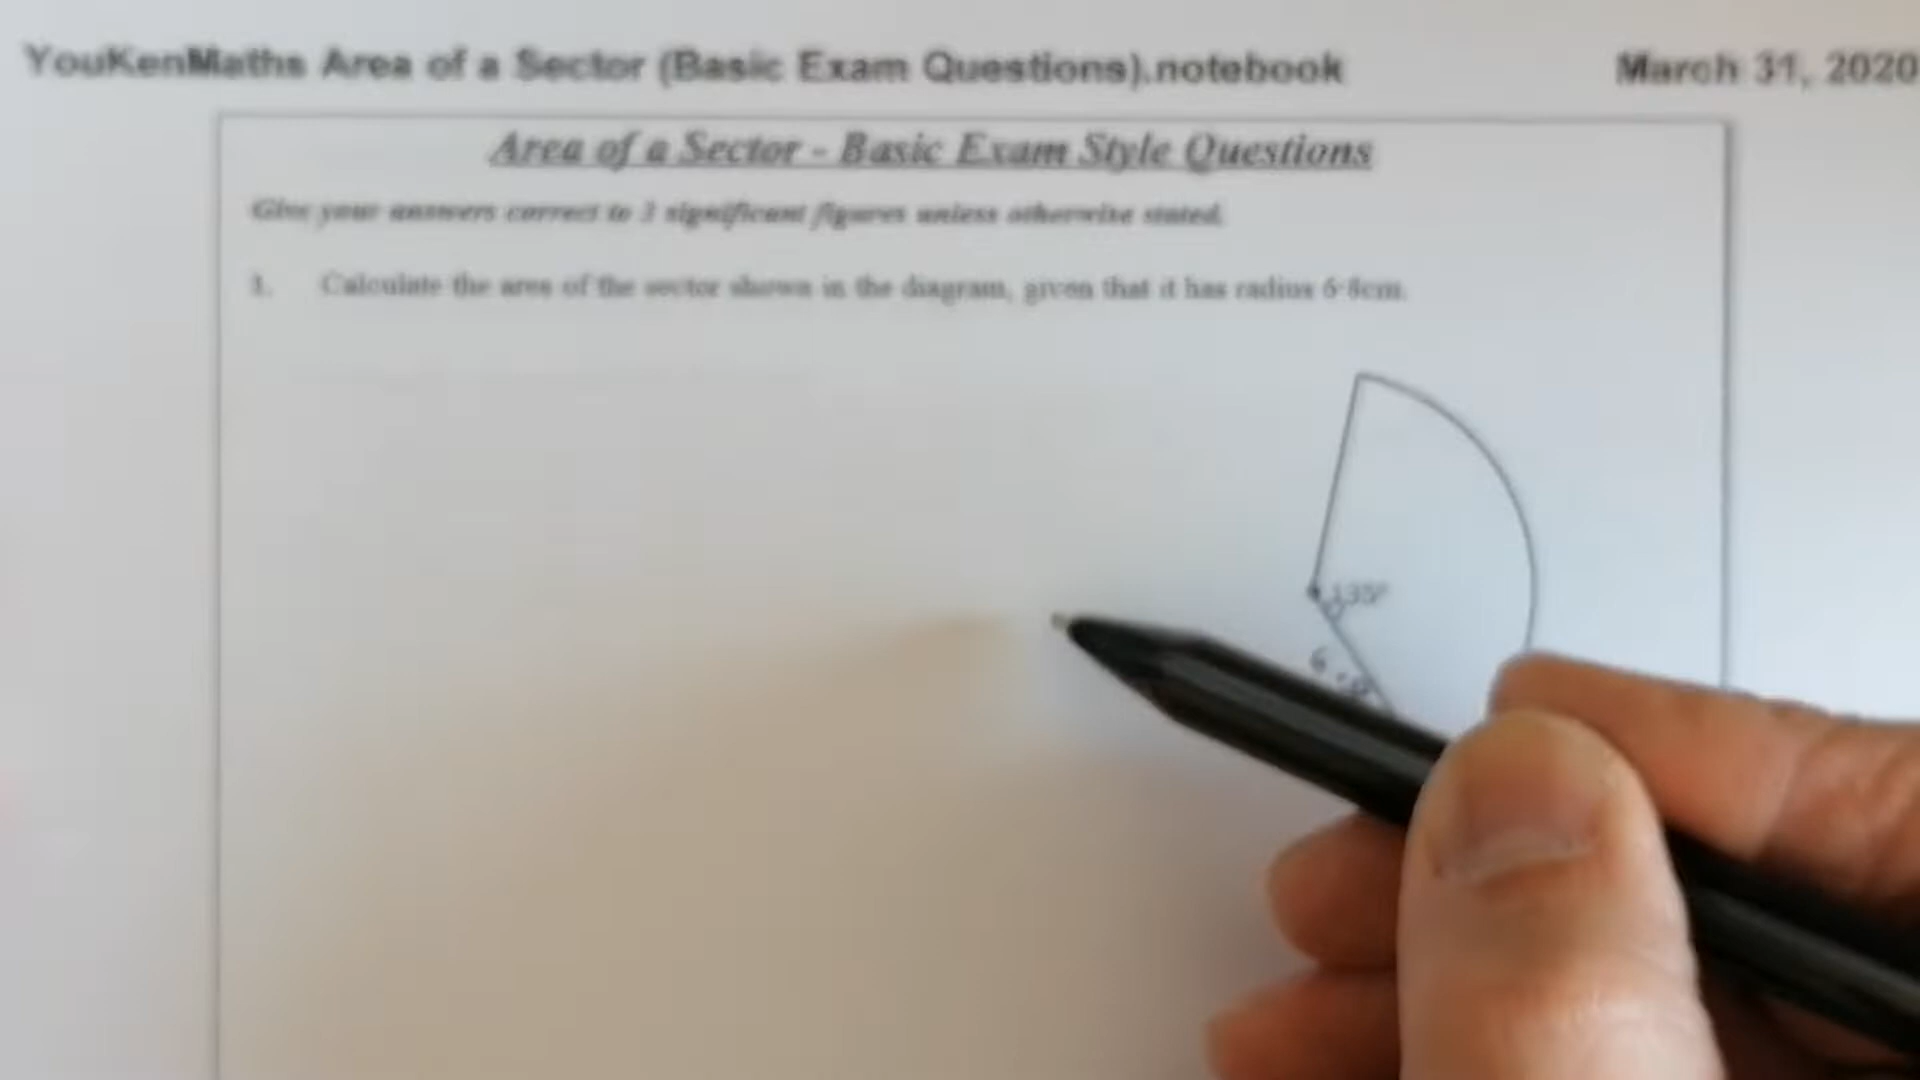 YouKenMaths Area of a Sector (Basic Exam Questions).notebook March 31, 2020
Area of a Sector - Basic Exam Style Questions
Give your answers correct to 3 significant figures unless otherwise stated.
1. Calculate the area of the sector shown in the diagram, given that it has radius 6·8cm.
135°
6.8